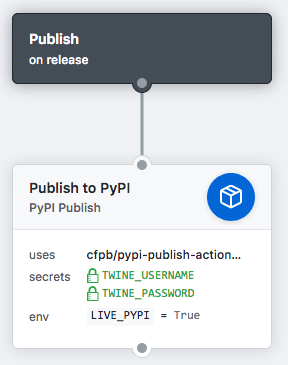 Publish
on release
Publish to PyPI
PyPI Publish
uses cfpb/pypi-publish-action...
secrets TWINE_USERNAME
TWINE_PASSWORD
env LIVE_PYPI = True